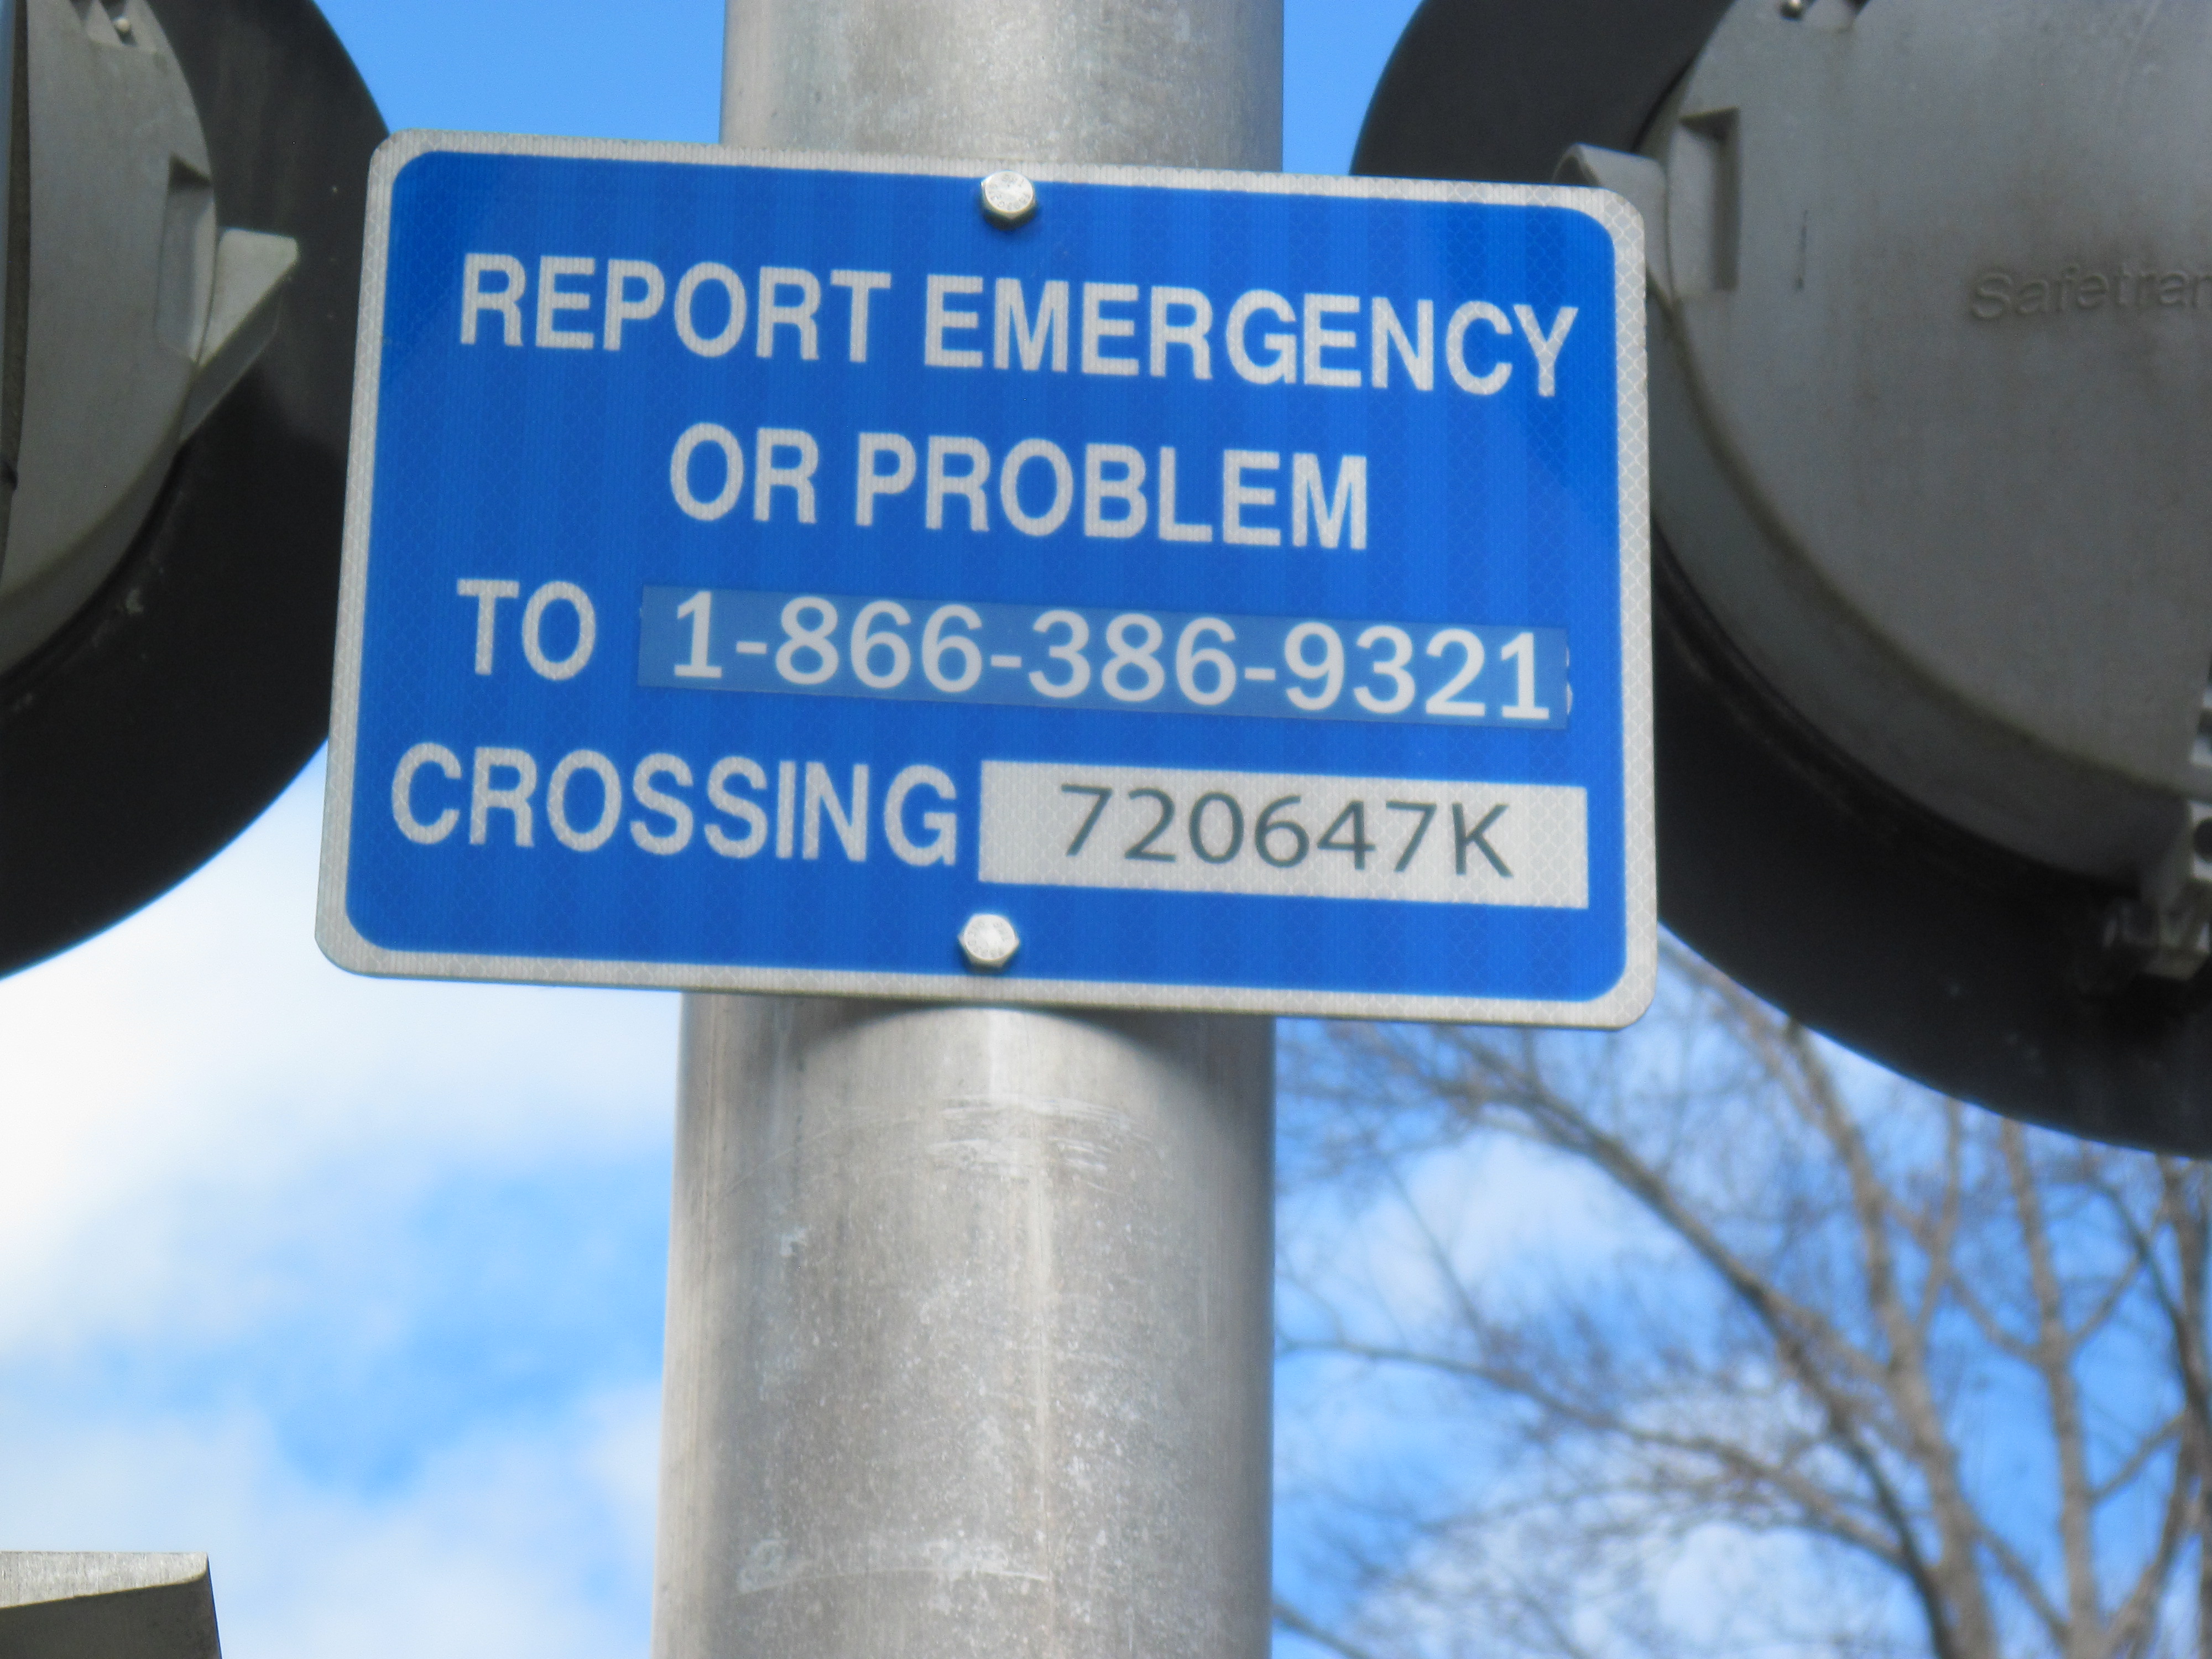 REPORT EMERGENCY
OR PROBLEM
TO 1-866-386-9321
CROSSING 720647K